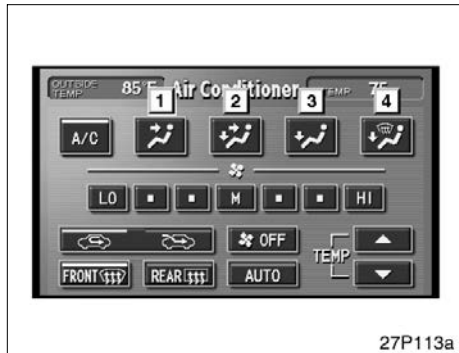 OUTSIDE TEMP 85°F Air Conditioner TEMP 75
1 2 3 4
A/C
LO M HI
OFF
TEMP
FRONT REAR AUTO
27P113a